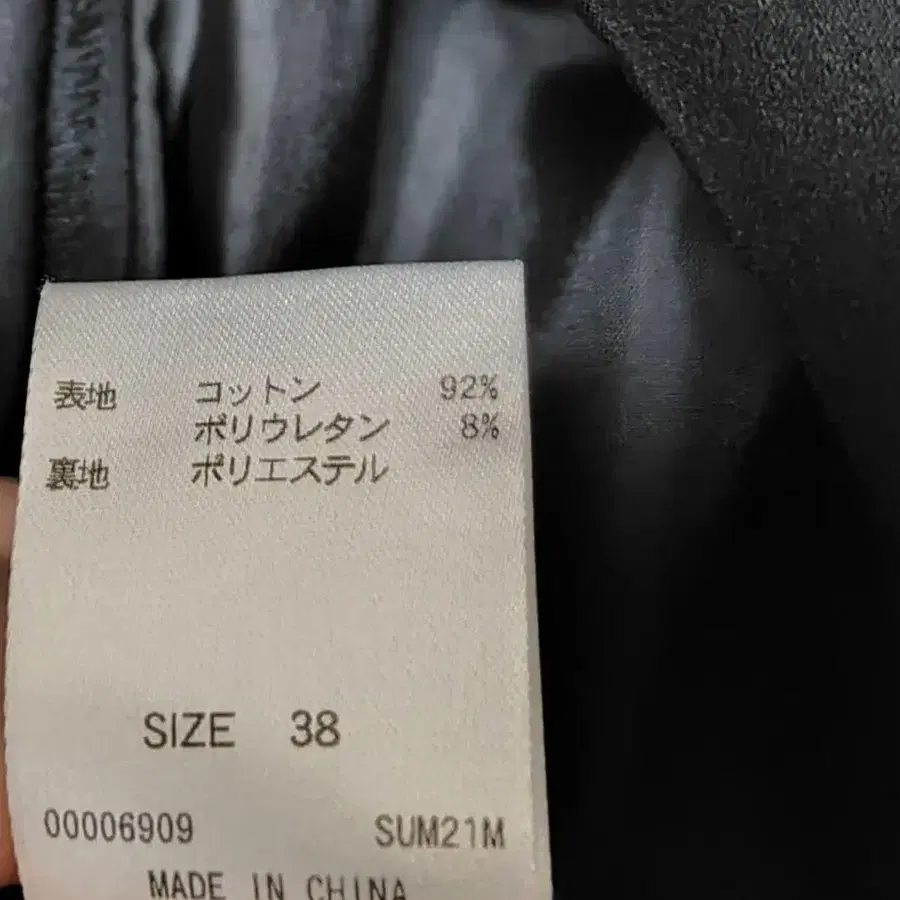 表地 コットン 92%
ポリウレタン 8%
裏地 ポリエステル
SIZE 38
00006909 SUM21M
MADE IN CHINA